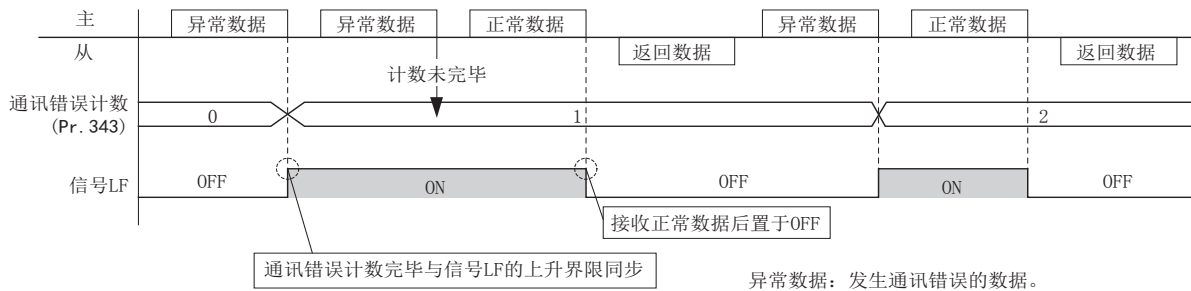 主 异常数据 异常数据 正常数据 异常数据 正常数据
从 返回数据 返回数据
计数未完毕
通讯错误计数
(Pr.343) 0 1 2
信号LF OFF ON OFF ON OFF
接收正常数据后置于OFF
通讯错误计数完毕与信号LF的上升界限同步
异常数据：发生通讯错误的数据。